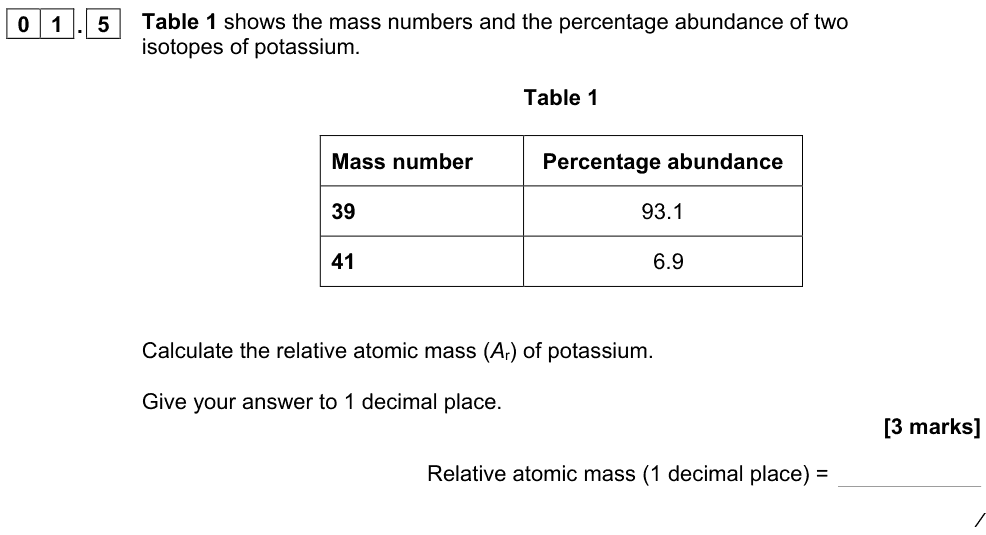 0 1 . 5 Table 1 shows the mass numbers and the percentage abundance of two
isotopes of potassium.
Table 1
Mass number Percentage abundance
39 93.1
41 6.9
Calculate the relative atomic mass (Ar) of potassium.
Give your answer to 1 decimal place.
[3 marks]
Relative atomic mass (1 decimal place) =
/